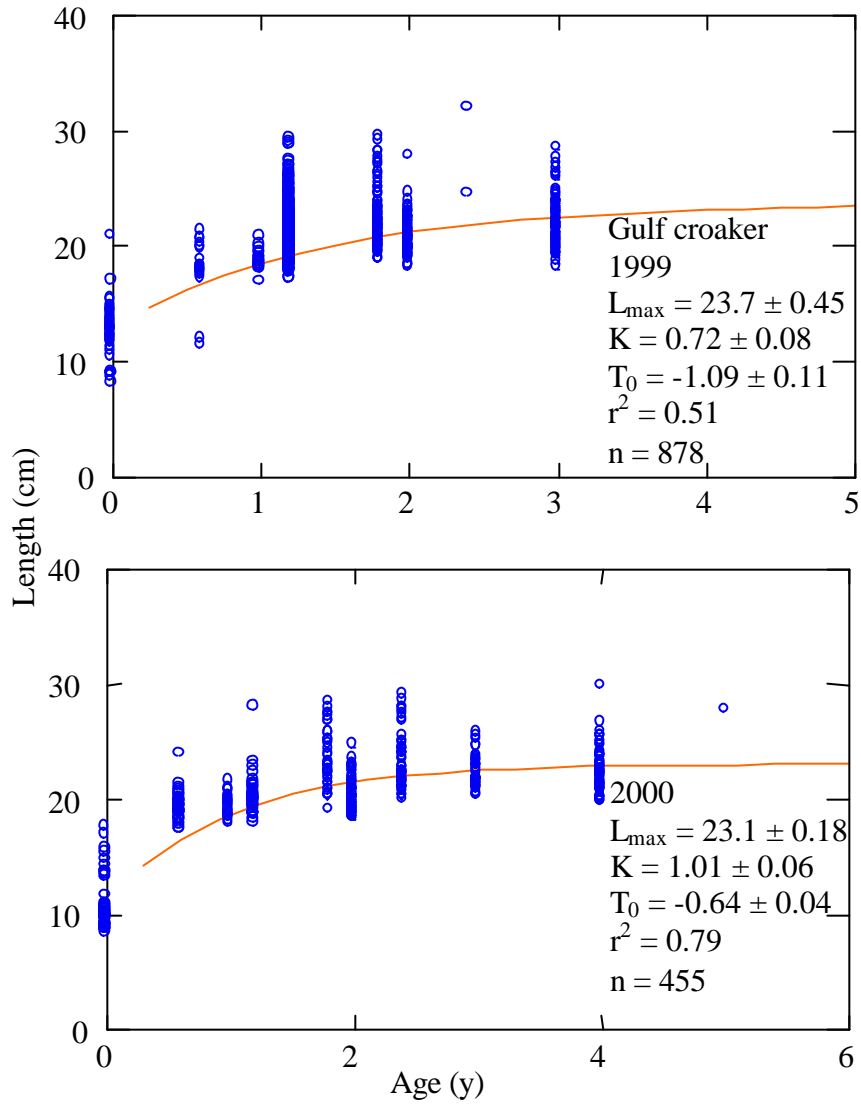 40
30
20
10
0
0 1 2 3 4 5
Gulf croaker
1999
Lmax = 23.7 ± 0.45
K = 0.72 ± 0.08
T0 = -1.09 ± 0.11
r2 = 0.51
n = 878
Length (cm)
40
30
20
10
0
0 2 4 6
2000
Lmax = 23.1 ± 0.18
K = 1.01 ± 0.06
T0 = -0.64 ± 0.04
r2 = 0.79
n = 455
Age (y)